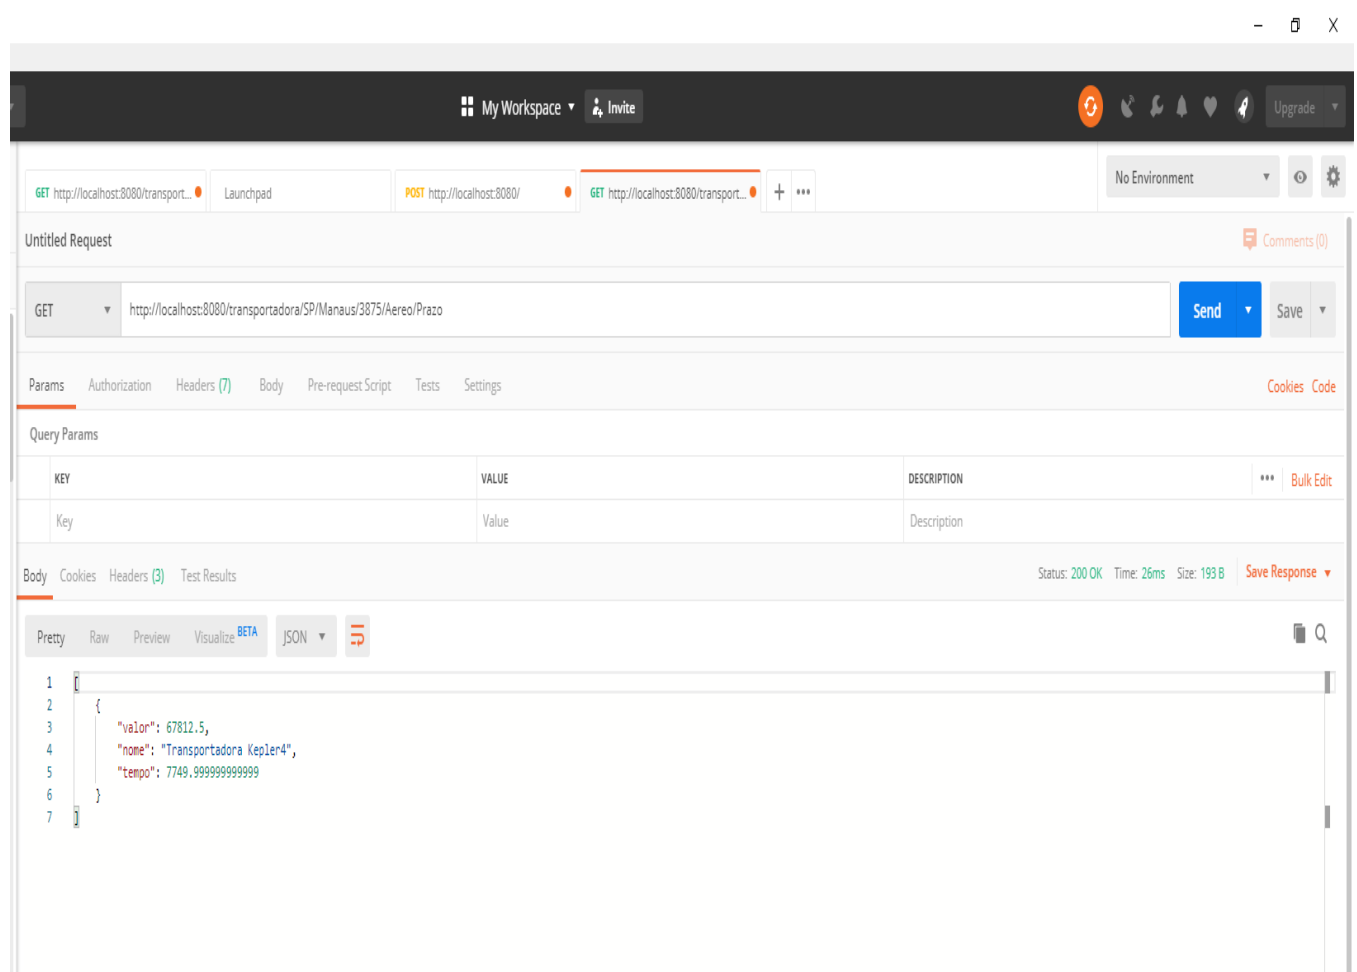 My Workspace
Invite
Upgrade
GET http://localhost:8080/transport...
Launchpad
POST http://localhost:8080/
GET http://localhost:8080/transport...
No Environment
Untitled Request
Comments (0)
GET
http://localhost:8080/transportadora/SP/Manaus/3875/Aereo/Prazo
Send
Save
Params Authorization Headers (7) Body Pre-request Script Tests Settings
Cookies Code
Query Params
KEY VALUE DESCRIPTION
Bulk Edit
Key Value Description
Body Cookies Headers (3) Test Results
Status: 200 OK Time: 26ms Size: 193 B
Save Response
Pretty Raw Preview Visualize BETA
JSON
1 [
2 {
3 "valor": 67812.5,
4 "nome": "Transportadora Kepler4",
5 "tempo": 7749.999999999999
6 }
7 ]